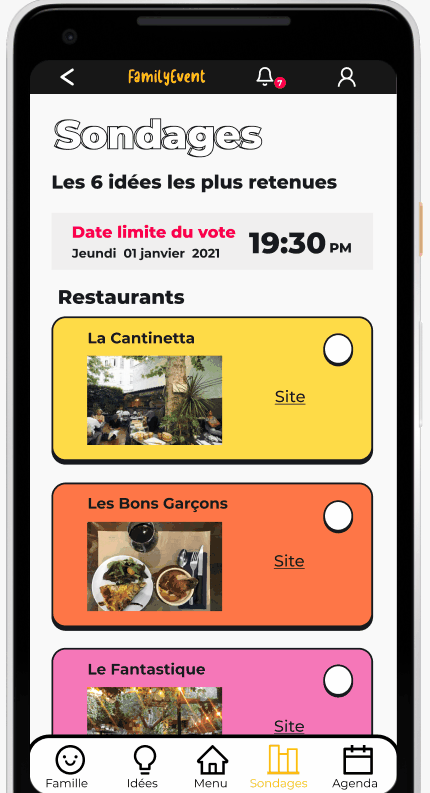 FamilyEvent
7
Sondages
Les 6 idées les plus retenues
Date limite du vote
Jeundi 01 janvier 2021
19:30 PM
Restaurants
La Cantinetta
Site
Les Bons Garçons
Site
Le Fantastique
Site
Famille Idées Menu Sondages Agenda